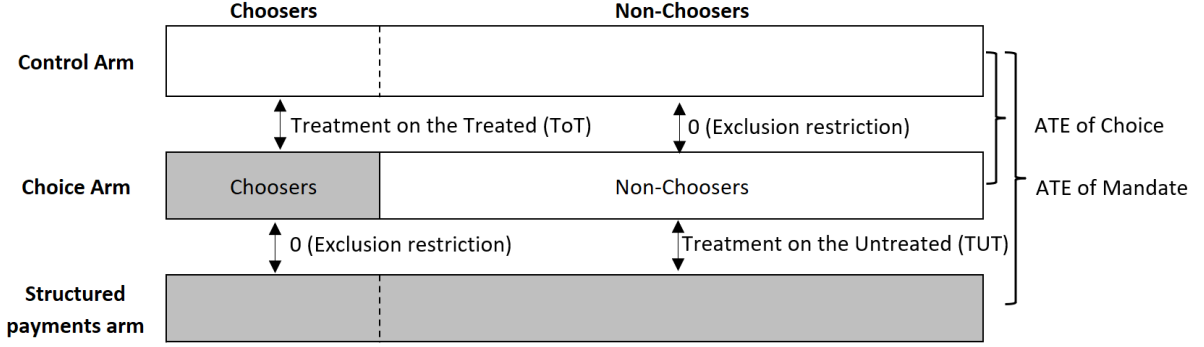 Choosers
Non-Choosers
Control Arm
Treatment on the Treated (ToT)
0 (Exclusion restriction)
ATE of Choice
Choice Arm
Choosers
Non-Choosers
ATE of Mandate
0 (Exclusion restriction)
Treatment on the Untreated (TUT)
Structured
payments arm